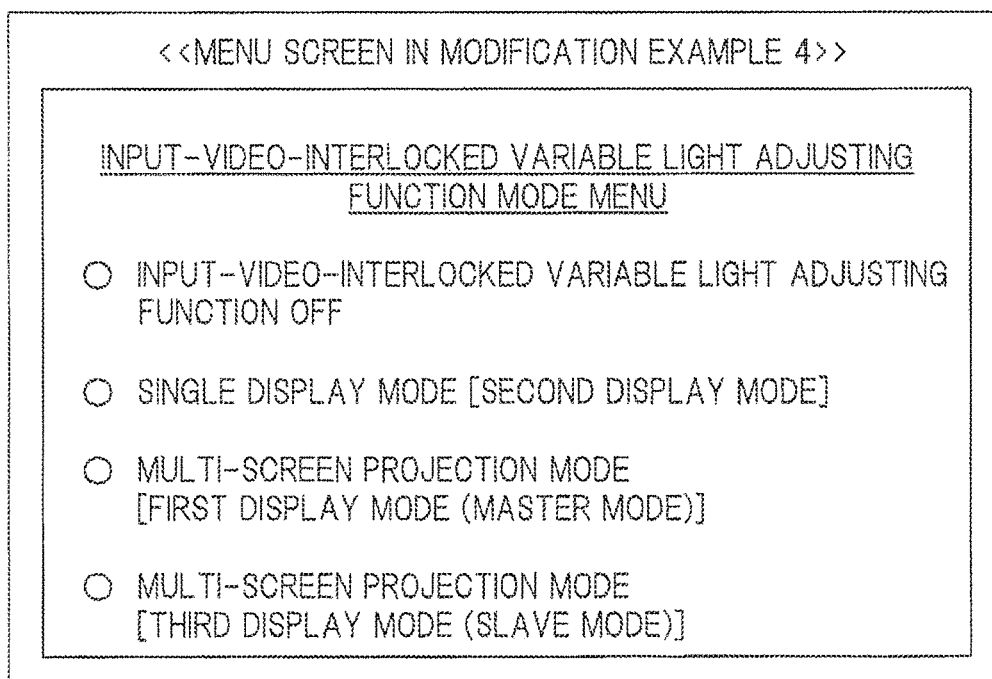 <<MENU SCREEN IN MODIFICATION EXAMPLE 4>>
INPUT-VIDEO-INTERLOCKED VARIABLE LIGHT ADJUSTING
FUNCTION MODE MENU
INPUT-VIDEO-INTERLOCKED VARIABLE LIGHT ADJUSTING
FUNCTION OFF
SINGLE DISPLAY MODE [SECOND DISPLAY MODE]
MULTI-SCREEN PROJECTION MODE
[FIRST DISPLAY MODE (MASTER MODE)]
MULTI-SCREEN PROJECTION MODE
[THIRD DISPLAY MODE (SLAVE MODE)]